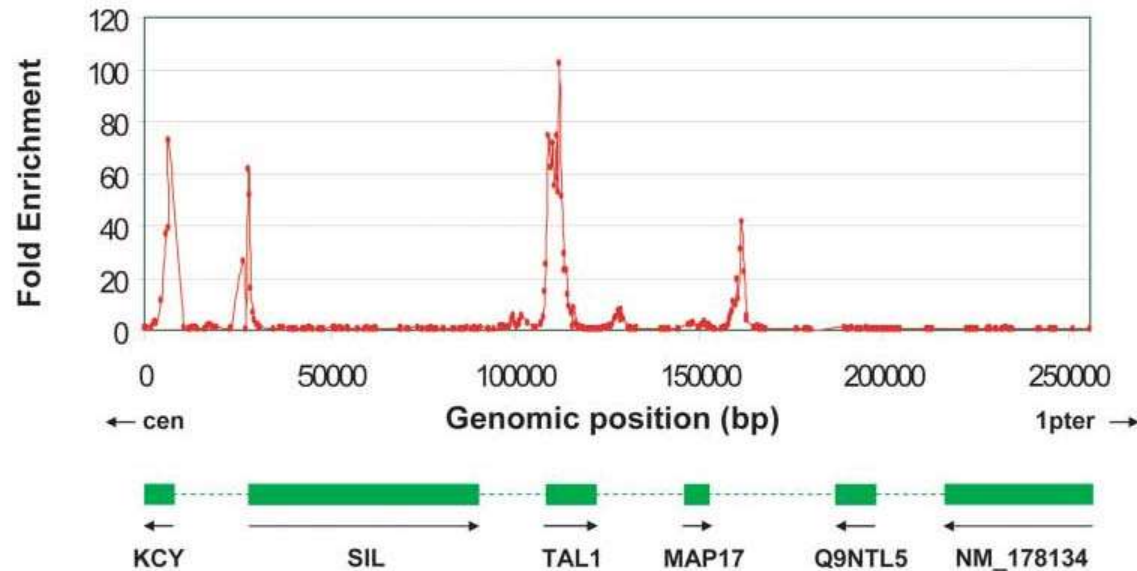 Fold Enrichment
120
100
80
60
40
20
0
0 50000 100000 150000 200000 250000
← cen Genomic position (bp) 1pter →
KCY SIL TAL1 MAP17 Q9NTL5 NM_178134